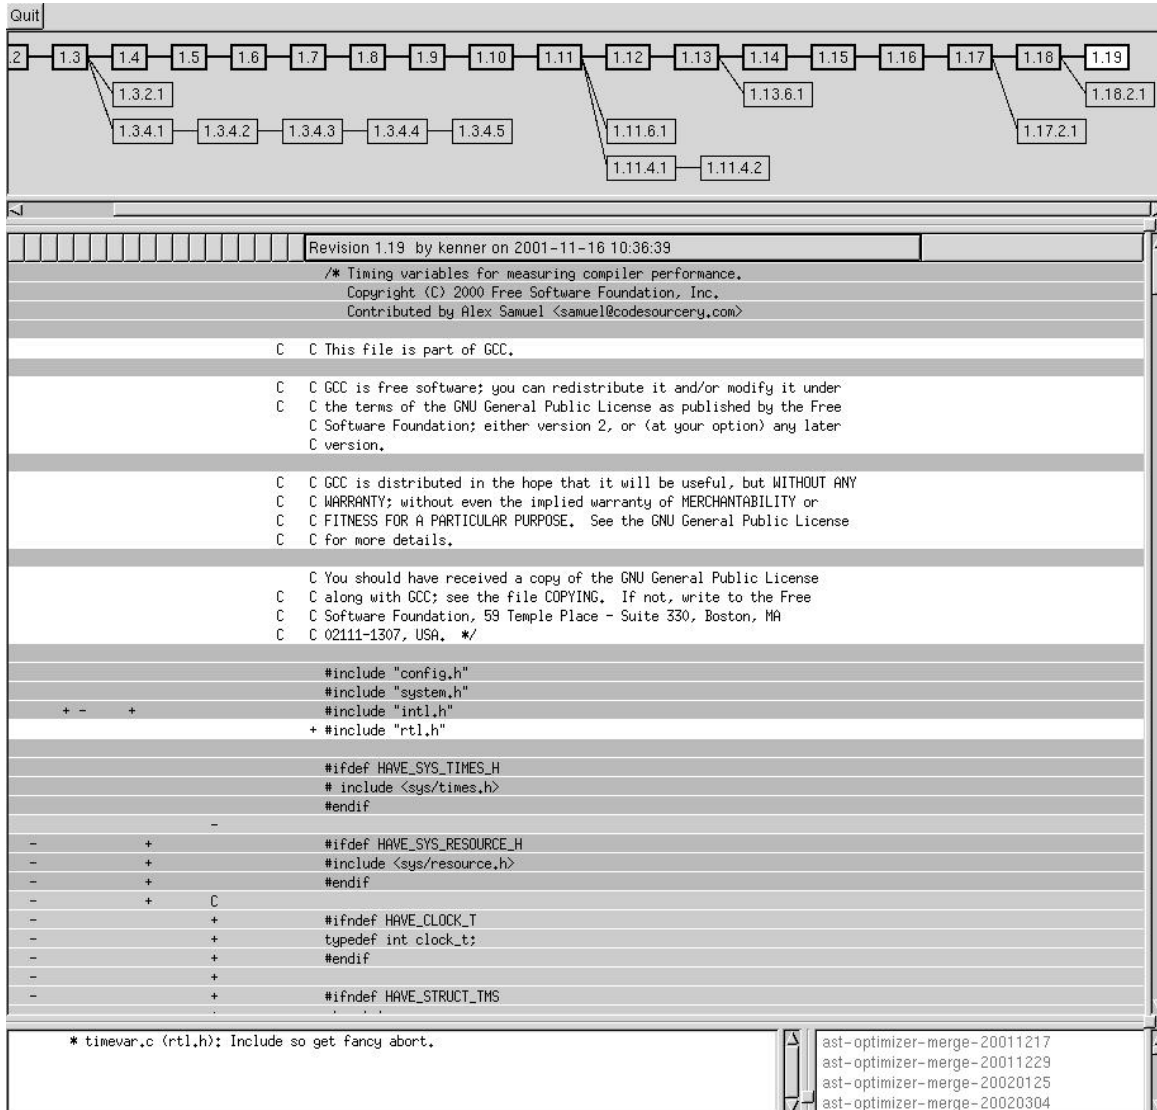 Quit
.2 1.3 1.4 1.5 1.6 1.7 1.8 1.9 1.10 1.11 1.12 1.13 1.14 1.15 1.16 1.17 1.18 1.19
1.3.2.1 1.13.6.1 1.18.2.1
1.3.4.1 1.3.4.2 1.3.4.3 1.3.4.4 1.3.4.5 1.11.6.1 1.17.2.1
1.11.4.1 1.11.4.2
Revision 1.19 by kenner on 2001-11-16 10:36:39
/* Timing variables for measuring compiler performance.
Copyright (C) 2000 Free Software Foundation, Inc.
Contributed by Alex Samuel <samuel@codesourcery.com>
C C This file is part of GCC.
C C GCC is free software; you can redistribute it and/or modify it under
C C the terms of the GNU General Public License as published by the Free
C Software Foundation; either version 2, or (at your option) any later
C version.
C C GCC is distributed in the hope that it will be useful, but WITHOUT ANY
C C WARRANTY; without even the implied warranty of MERCHANTABILITY or
C C FITNESS FOR A PARTICULAR PURPOSE. See the GNU General Public License
C C for more details.
C You should have received a copy of the GNU General Public License
C C along with GCC; see the file COPYING. If not, write to the Free
C C Software Foundation, 59 Temple Place - Suite 330, Boston, MA
C C 02111-1307, USA. */
#include "config.h"
#include "system.h"
+ - + #include "intl.h"
+ #include "rtl.h"
#ifdef HAVE_SYS_TIMES_H
# include <sys/times.h>
#endif
-
- + #ifdef HAVE_SYS_RESOURCE_H
- + #include <sys/resource.h>
- + #endif
- + C
- + #ifndef HAVE_CLOCK_T
- + typedef int clock_t;
- + #endif
- +
- + #ifndef HAVE_STRUCT_TMS
* timevar.c (rtl.h): Include so get fancy abort.
ast-optimizer-merge-20011217
ast-optimizer-merge-20011229
ast-optimizer-merge-20020125
ast-optimizer-merge-20020304